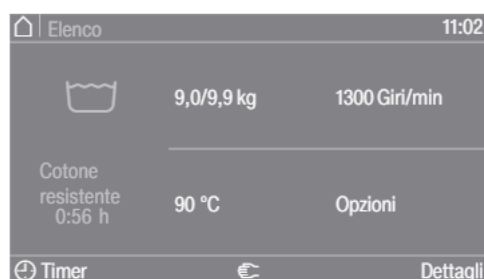 Elenco 11:02
9,0/9,9 kg 1300 Giri/min
Cotone
resistente
0:56 h
90 °C Opzioni
Timer Dettagli